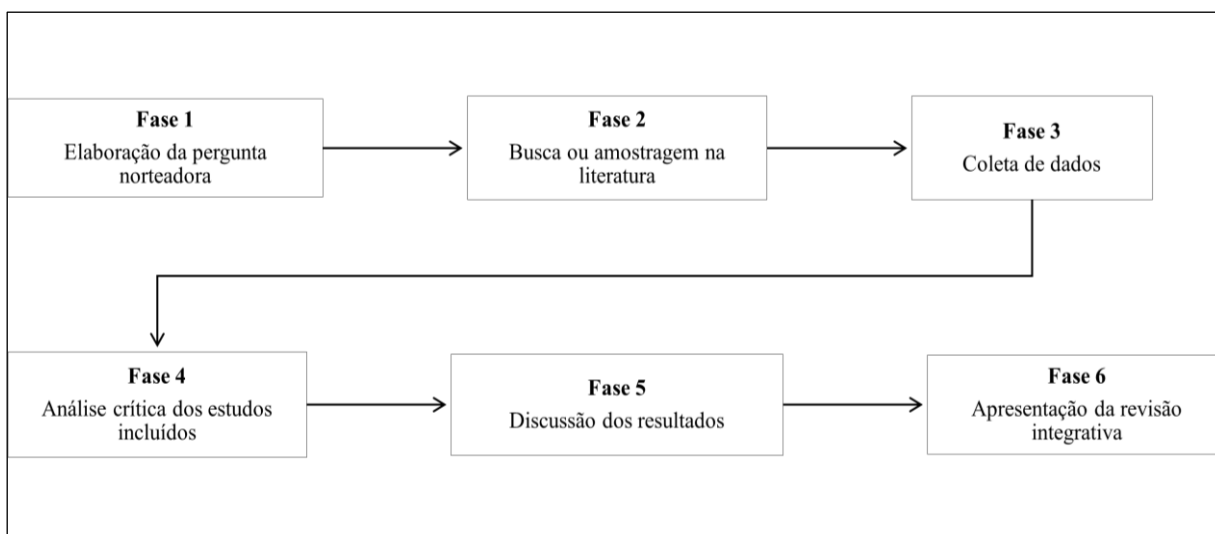 Fase 1
Elaboração da pergunta
norteadora
Fase 2
Busca ou amostragem na
literatura
Fase 3
Coleta de dados
Fase 4
Análise crítica dos estudos
incluídos
Fase 5
Discussão dos resultados
Fase 6
Apresentação da revisão
integrativa